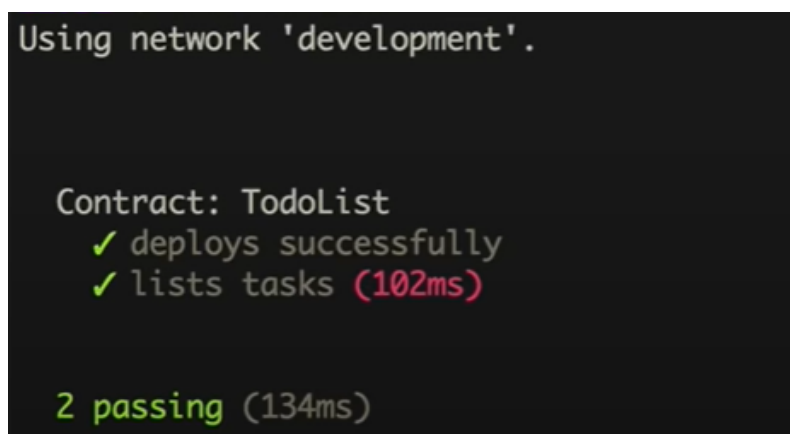 Using network 'development'.
Contract: TodoList
✓ deploys successfully
✓ lists tasks (102ms)
2 passing (134ms)